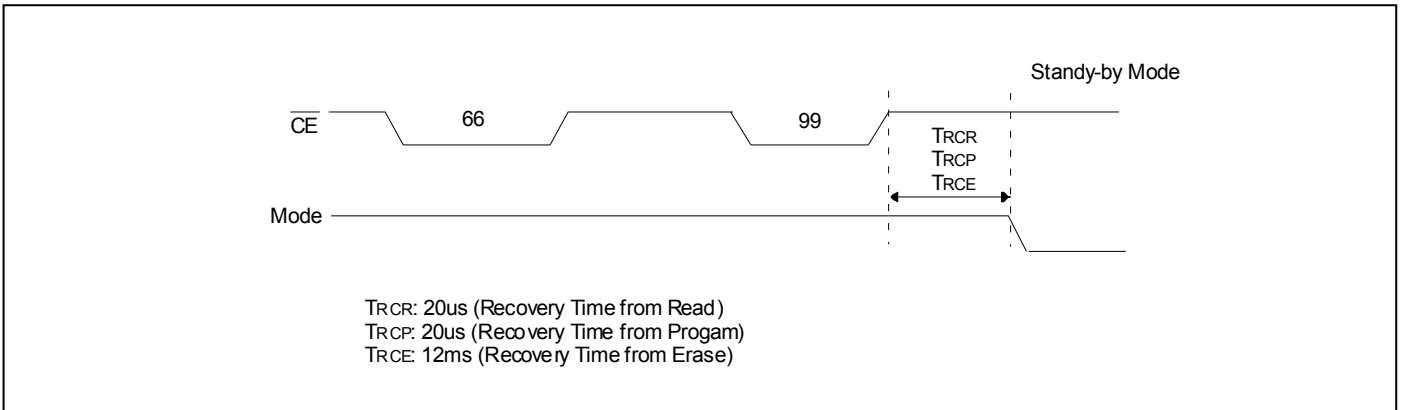 Standy-by Mode
CE
66
99
TRCR
TRCP
TRCE
Mode
TRCR: 20us (Recovery Time from Read)
TRCP: 20us (Recovery Time from Progam)
TRCE: 12ms (Recovery Time from Erase)